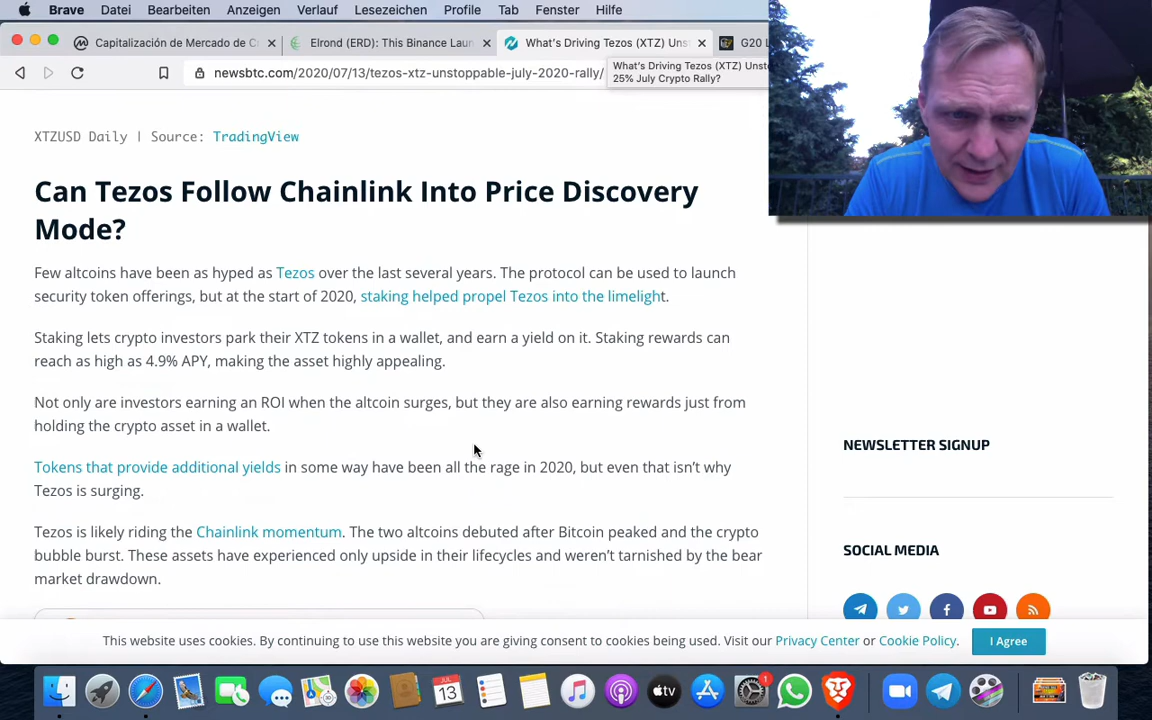 Brave Datei Bearbeiten Anzeigen Verlauf Lesezeichen Profile Tab Fenster Hilfe
Capitalización de Mercado de C
Elrond (ERD): This Binance Laun
What's Driving Tezos (XTZ) Unst
G20 L
newsbtc.com/2020/07/13/tezos-xtz-unstoppable-july-2020-rally/
What's Driving Tezos (XTZ) Unsto
25% July Crypto Rally?
XTZUSD Daily | Source: TradingView
Can Tezos Follow Chainlink Into Price Discovery
Mode?
Few altcoins have been as hyped as Tezos over the last several years. The protocol can be used to launch
security token offerings, but at the start of 2020, staking helped propel Tezos into the limelight.
Staking lets crypto investors park their XTZ tokens in a wallet, and earn a yield on it. Staking rewards can
reach as high as 4.9% APY, making the asset highly appealing.
Not only are investors earning an ROI when the altcoin surges, but they are also earning rewards just from
holding the crypto asset in a wallet.
Tokens that provide additional yields in some way have been all the rage in 2020, but even that isn't why
Tezos is surging.
Tezos is likely riding the Chainlink momentum. The two altcoins debuted after Bitcoin peaked and the crypto
bubble burst. These assets have experienced only upside in their lifecycles and weren't tarnished by the bear
market drawdown.
NEWSLETTER SIGNUP
SOCIAL MEDIA
This website uses cookies. By continuing to use this website you are giving consent to cookies being used. Visit our Privacy Center or Cookie Policy.
I Agree
JUL
13
tv
1